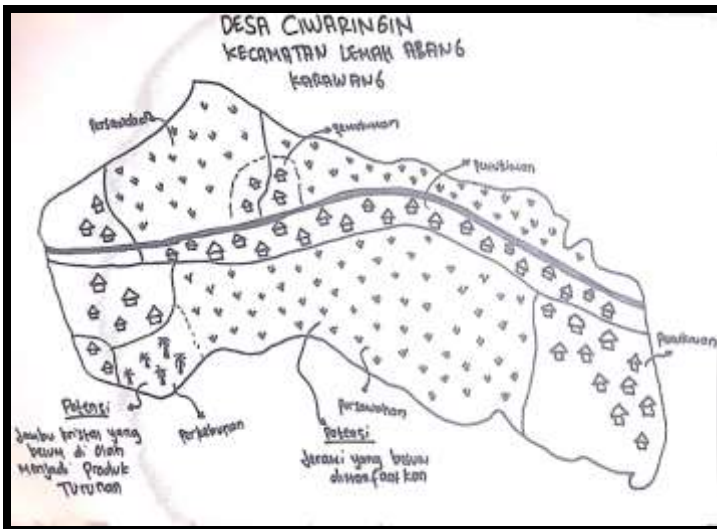 DESA CIWARINGIN
KECAMATAN LEMAH ABANG
KARAWANG
Persawahan
Pemukiman
Pemukiman
Pemukiman
Potensi
Jambu kristal yang
belum di olah
Menjadi Produk
Turunan
Perkebunan
Persawahan
Potensi
Jerami yang belum
dimanfaatkan